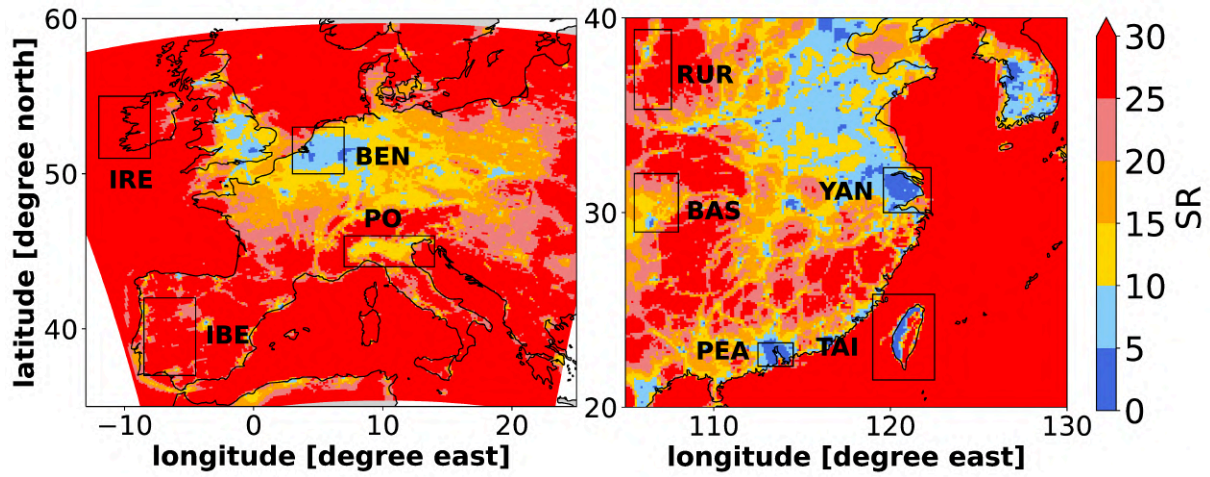 60
50
40
latitude [degree north]
IRE
BEN
PO
IBE
−10
0
10
20
longitude [degree east]
40
30
20
RUR
BAS
YAN
PEA
TAI
110
120
130
longitude [degree east]
30
25
20
15
10
5
0
SR